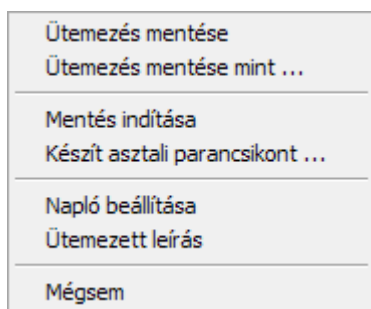 Ütemezés mentése
Ütemezés mentése mint ...
Mentés indítása
Készít asztali parancsikont ...
Napló beállítása
Ütemezett leírás
Mégsem